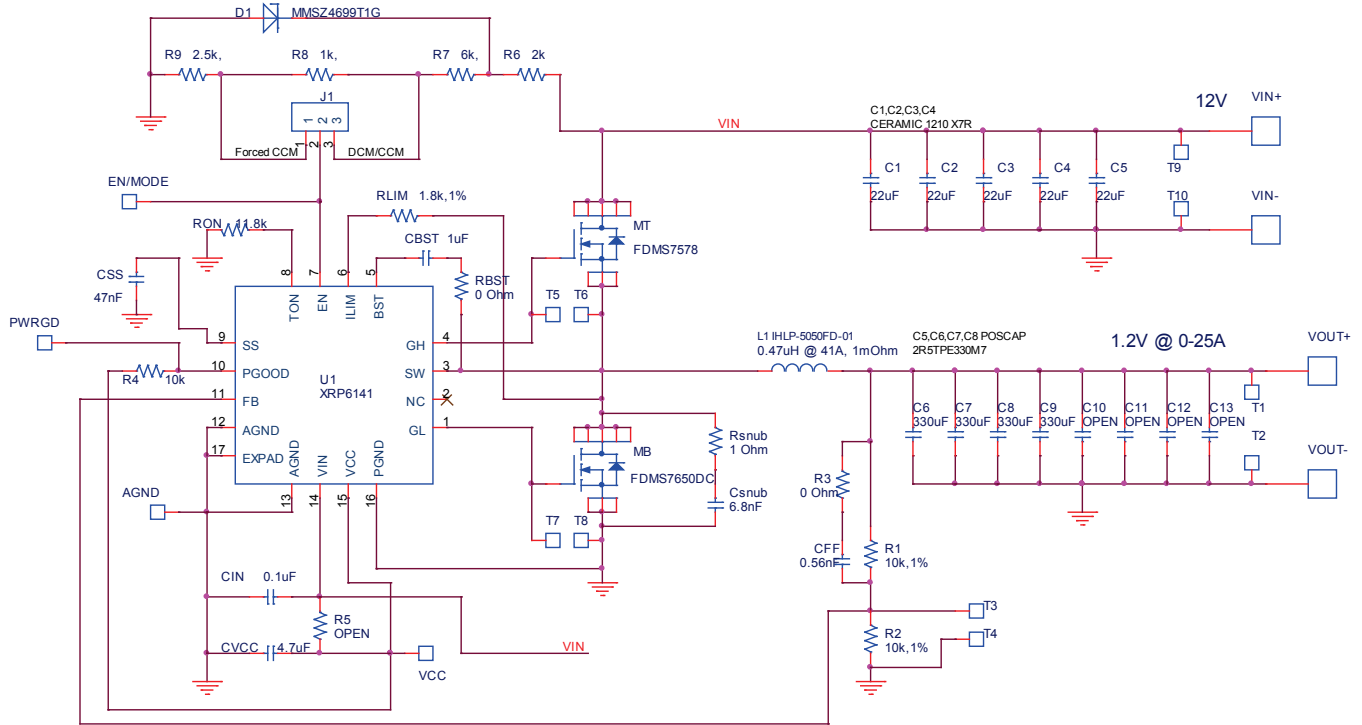 D1 MMSZ4699T1G
R9 2.5k,
R8 1k,
R7 6k,
R6 2k
J1
1 2 3
1
2
3
Forced CCM
DCM/CCM
VIN
C1,C2,C3,C4
CERAMIC 1210 X7R
12V
VIN+
C1
22uF
C2
22uF
C3
22uF
C4
22uF
C5
22uF
T9
T10
VIN-
EN/MODE
RON 11.8k
RLIM 1.8k,1%
CBST 1uF
RBST
0 Ohm
MT
FDMS7578
CSS
47nF
PWRGD
R4 10k
8
7
6
5
TON
EN
ILIM
BST
9 SS
10 PGOOD
11 FB
12 AGND
17 EXPAD
U1
XRP6141
GH 4
SW 3
NC 2
GL 1
AGND
VIN
VCC
PGND
13
14
15
16
T5
T6
L1 IHLP-5050FD-01
0.47uH @ 41A, 1mOhm
C5,C6,C7,C8 POSCAP
2R5TPE330M7
1.2V @ 0-25A
VOUT+
C6
330uF
C7
330uF
C8
330uF
C9
330uF
C10
OPEN
C11
OPEN
C12
OPEN
C13
OPEN
T1
T2
VOUT-
Rsnub
1 Ohm
MB
FDMS7650DC
Csnub
6.8nF
R3
0 Ohm
AGND
T7
T8
CFF
0.56nF
R1
10k,1%
CIN 0.1uF
R5
OPEN
T3
R2
10k,1%
T4
CVCC 4.7uF
VIN
VCC